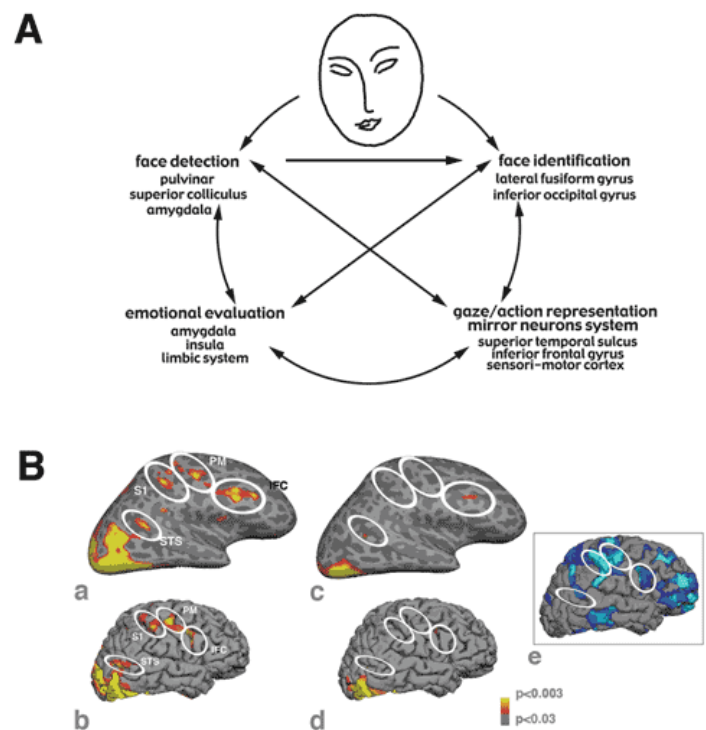 A
face detection
pulvinar
superior colliculus
amygdala
face identification
lateral fusiform gyrus
inferior occipital gyrus
emotional evaluation
amygdala
insula
limbic system
gaze/action representation
mirror neurons system
superior temporal sulcus
inferior frontal gyrus
sensori-motor cortex
B
PM
S1
IFC
STS
a
c
PM
S1
IFC
STS
b
d
e
p<0.003
p<0.03